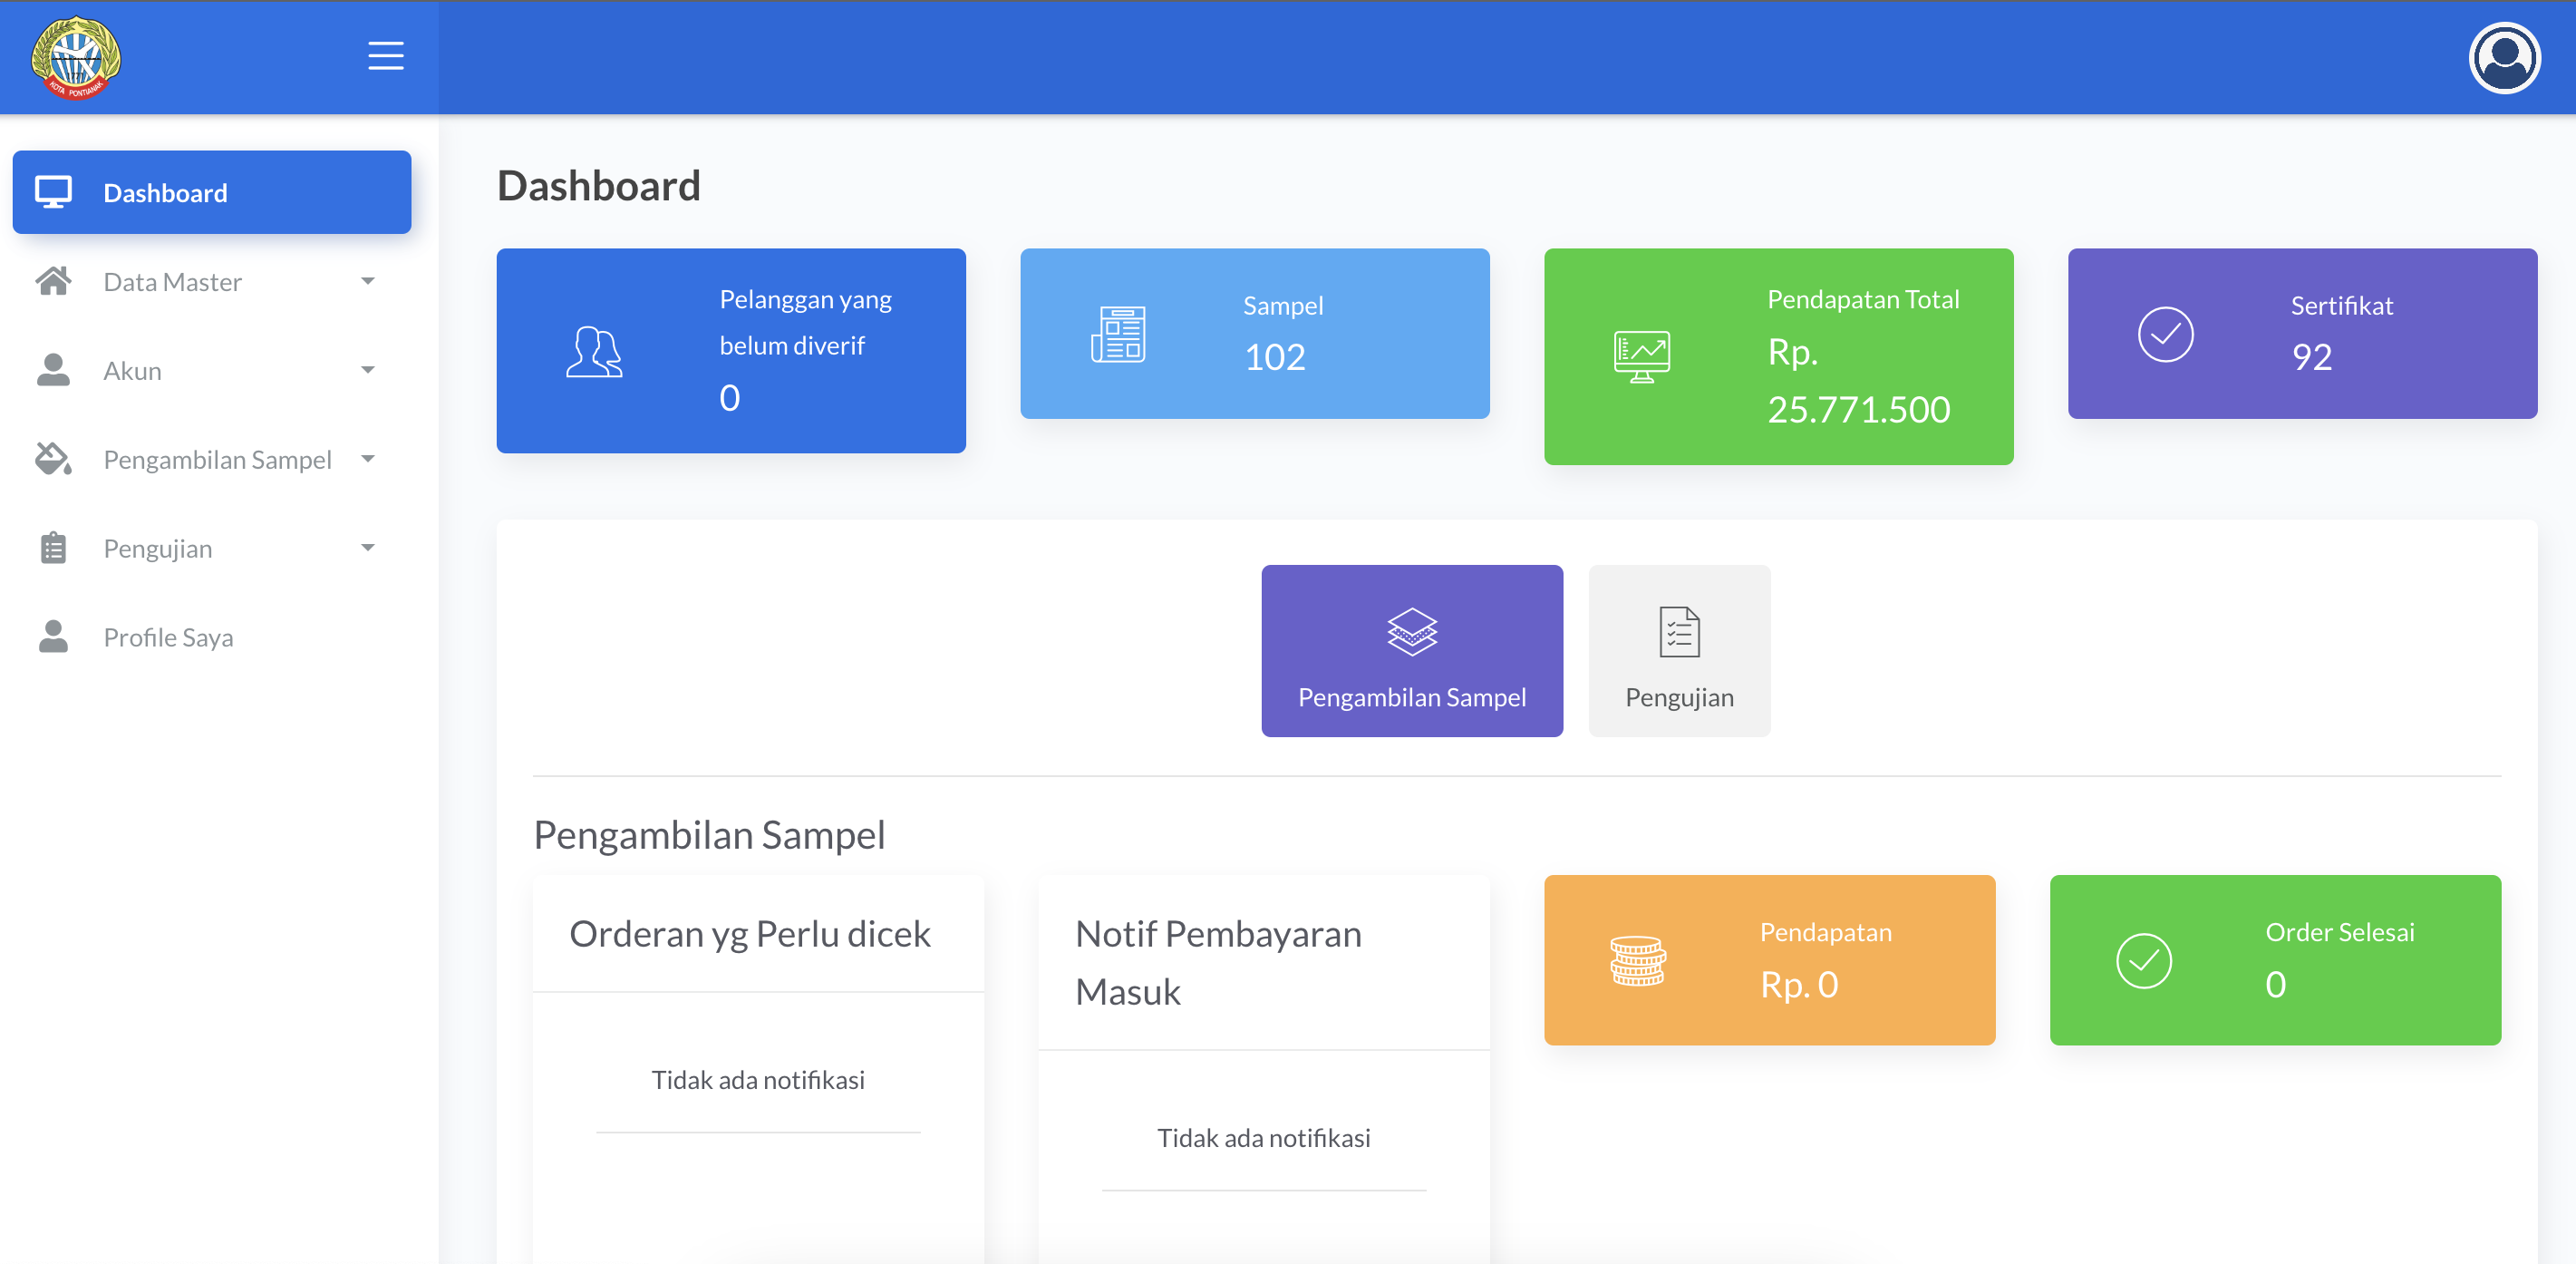 1771
KOTA PONTIANAK
Dashboard
Data Master
Akun
Pengambilan Sampel
Pengujian
Profile Saya
Dashboard
Pelanggan yang
belum diverif
0
Sampel
102
Pendapatan Total
Rp.
25.771.500
Sertifikat
92
Pengambilan Sampel
Pengujian
Pengambilan Sampel
Orderan yg Perlu dicek
Tidak ada notifikasi
Notif Pembayaran
Masuk
Tidak ada notifikasi
Pendapatan
Rp. 0
Order Selesai
0